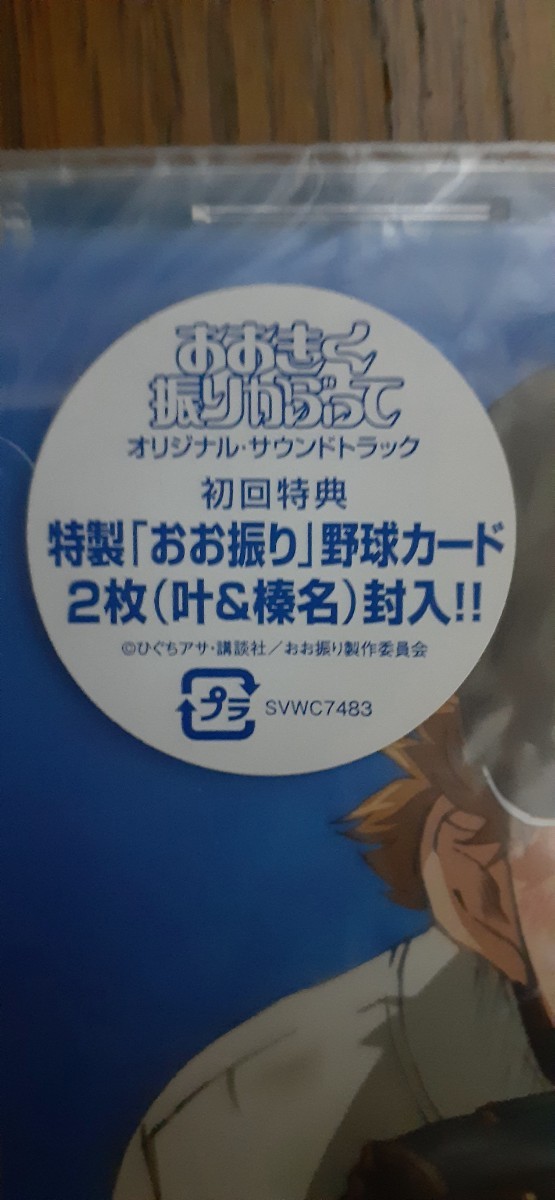 おおきく
振りかぶって
オリジナル・サウンドトラック
初回特典
特製「おお振り」野球カード
2枚(叶&榛名)封入!!
©ひぐちアサ・講談社/おお振り製作委員会
プラ SVWC7483